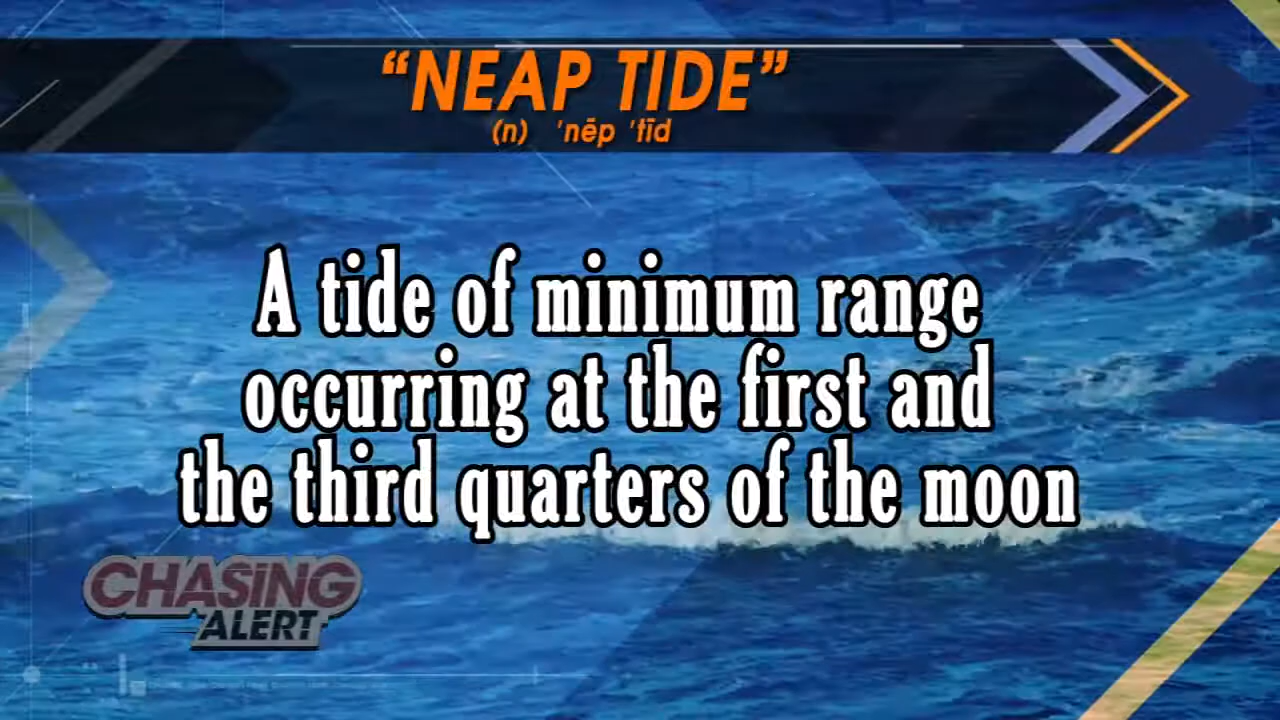 “NEAP TIDE”
(n) 'nēp 'tīd
A tide of minimum range
occurring at the first and
the third quarters of the moon
CHASiNG
ALERT